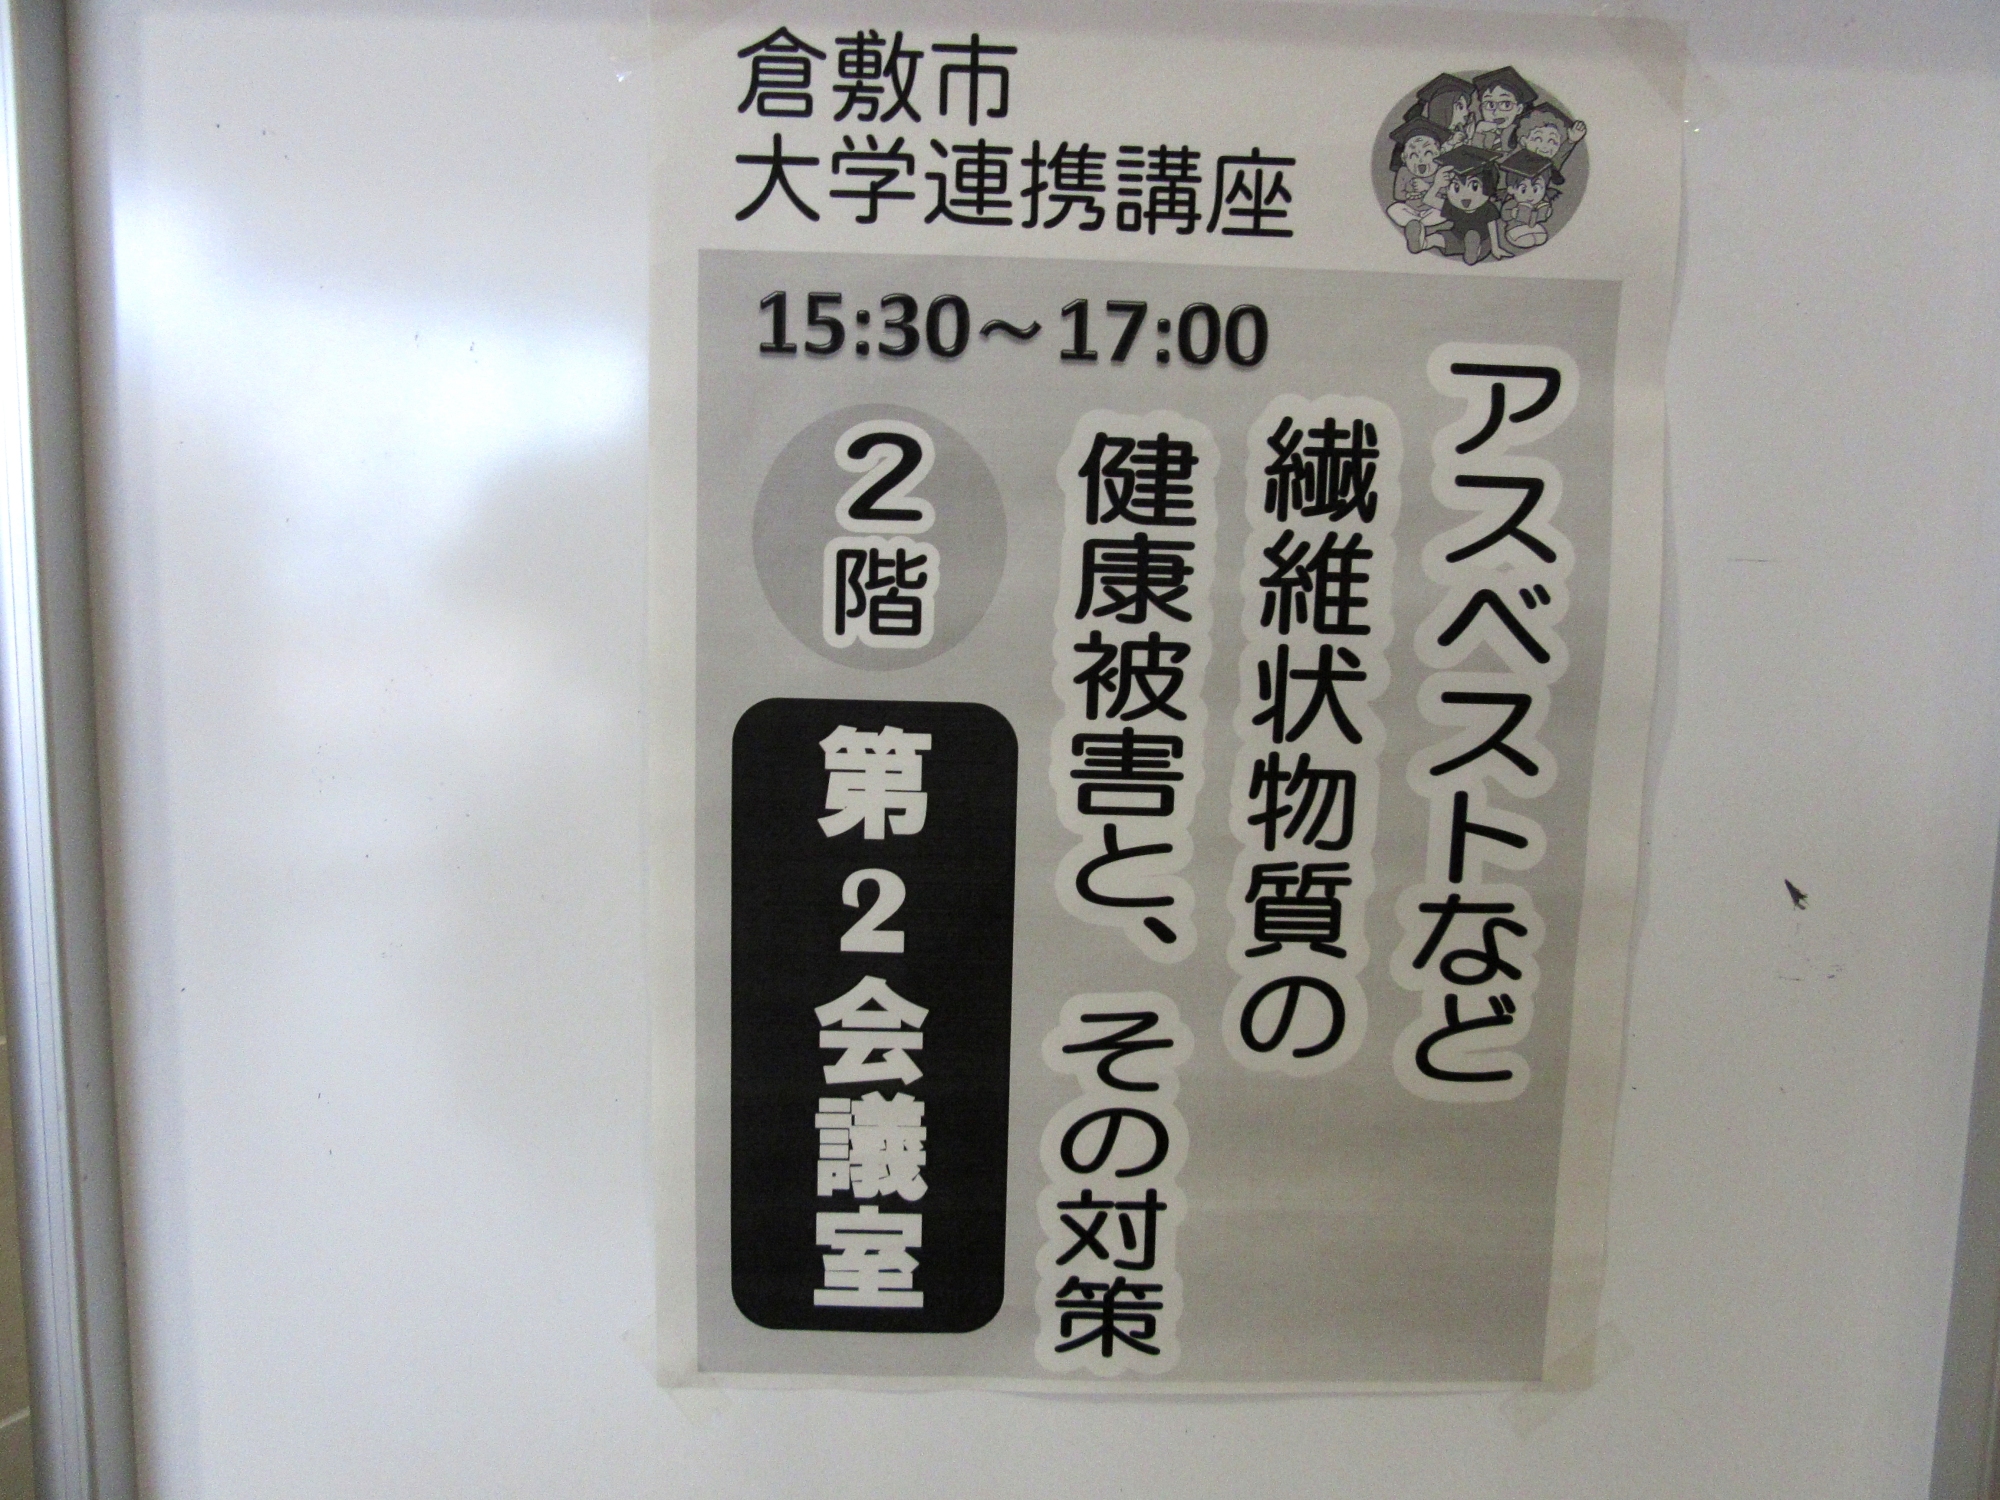 倉敷市
大学連携講座
15:30～17:00
アスベストなど
繊維状物質の
健康被害と、その対策
2階
第2会議室